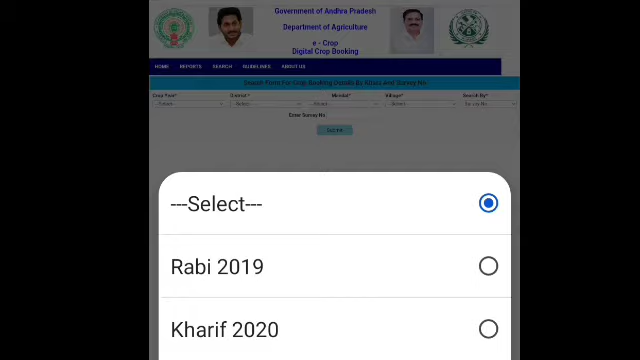 Government of Andhra Pradesh
Department of Agriculture
e - Crop
Digital Crop Booking
HOME REPORTS SEARCH GUIDELINES ABOUT US
Search Form For Crop Booking Details By Khata And Survey No
Crop Year* District* Mandal* Village* Search By*
--Select-- --Select-- --Select-- --Select-- Survey No
Enter Survey No
Submit
---Select---
Rabi 2019
Kharif 2020